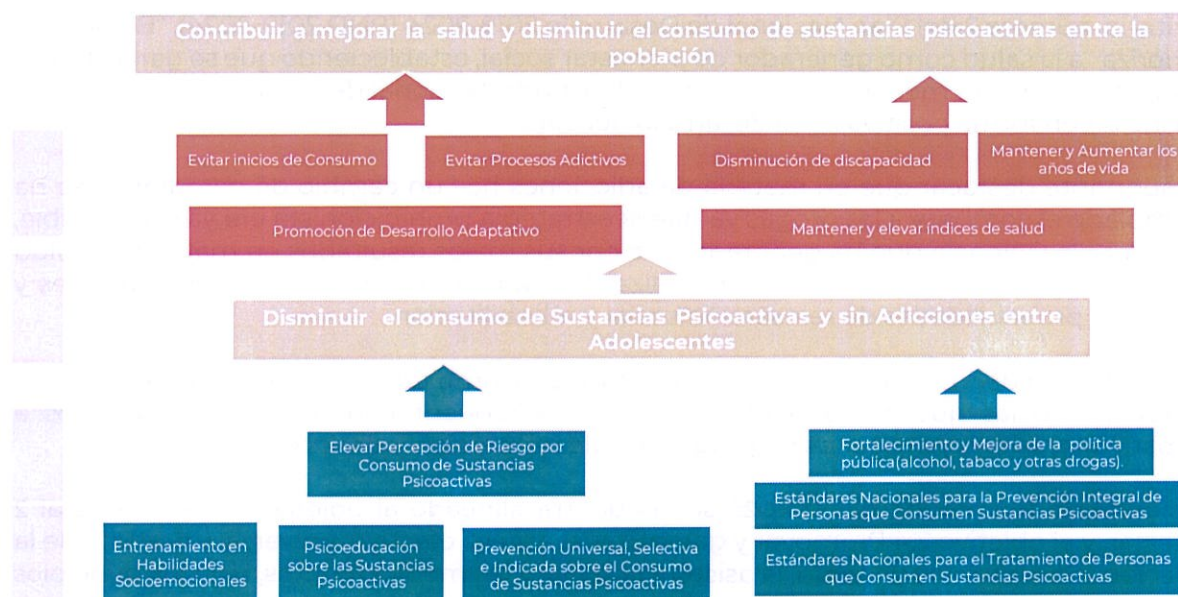 Contribuir a mejorar la salud y disminuir el consumo de sustancias psicoactivas entre la
población
Evitar inicios de Consumo
Evitar Procesos Adictivos
Disminución de discapacidad
Mantener y Aumentar los
años de vida
Promoción de Desarrollo Adaptativo
Mantener y elevar índices de salud
Disminuir el consumo de Sustancias Psicoactivas y sin Adicciones entre
Adolescentes
Elevar Percepción de Riesgo por
Consumo de Sustancias
Psicoactivas
Fortalecimiento y Mejora de la política
pública(alcohol, tabaco y otras drogas).
Estándares Nacionales para la Prevención Integral de
Personas que Consumen Sustancias Psicoactivas
Entrenamiento en
Habilidades
Socioemocionales
Psicoeducación
sobre las Sustancias
Psicoactivas
Prevención Universal, Selectiva
e Indicada sobre el Consumo
de Sustancias Psicoactivas
Estándares Nacionales para el Tratamiento de Personas
que Consumen Sustancias Psicoactivas